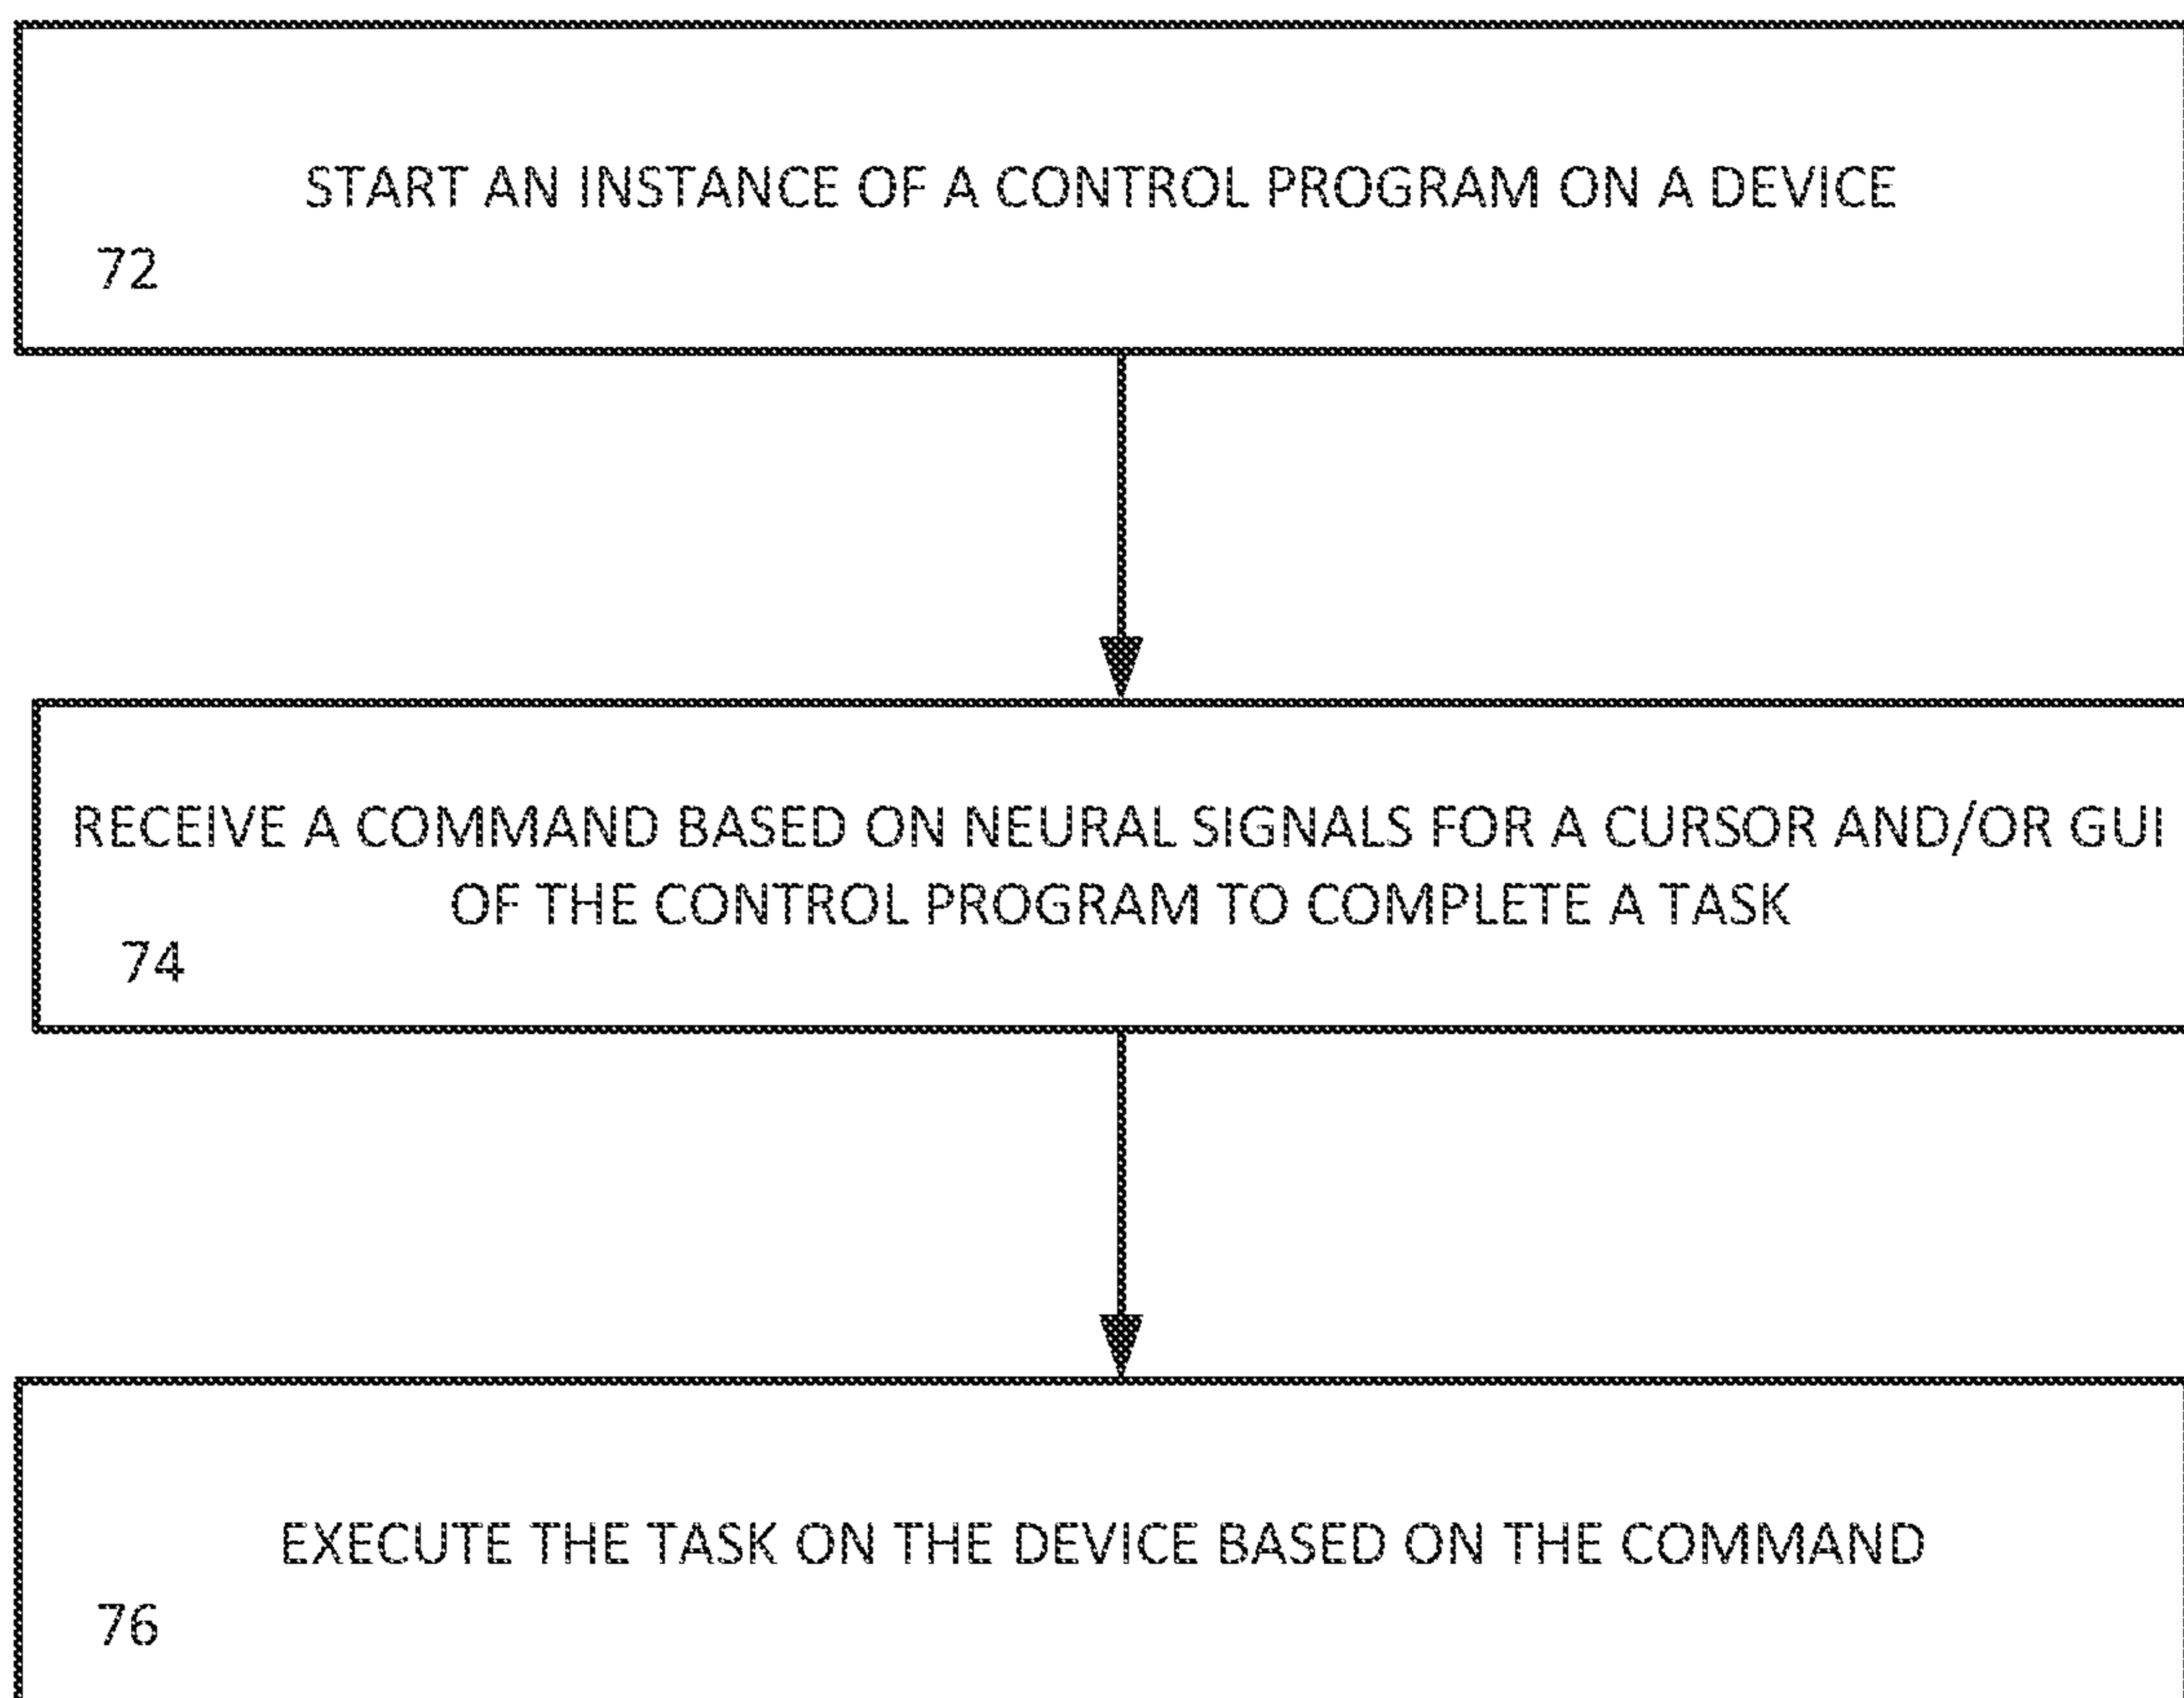 START AN INSTANCE OF A CONTROL PROGRAM ON A DEVICE
72
RECEIVE A COMMAND BASED ON NEURAL SIGNALS FOR A CURSOR AND/OR GUI
OF THE CONTROL PROGRAM TO COMPLETE A TASK
74
EXECUTE THE TASK ON THE DEVICE BASED ON THE COMMAND
76